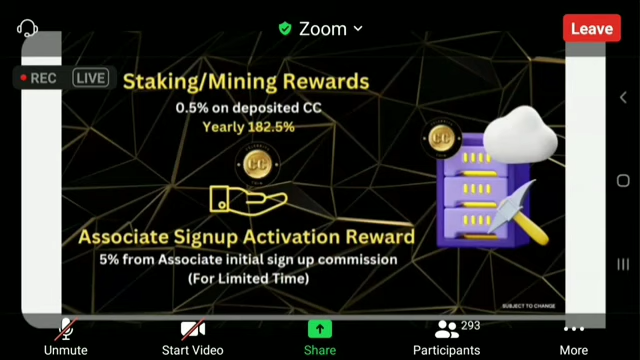 Zoom
Leave
REC
LIVE
Staking/Mining Rewards
0.5% on deposited CC
Yearly 182.5%
CC
CC
Associate Signup Activation Reward
5% from Associate initial sign up commission
(For Limited Time)
SUBJECT TO CHANGE
293
Unmute
Start Video
Share
Participants
More